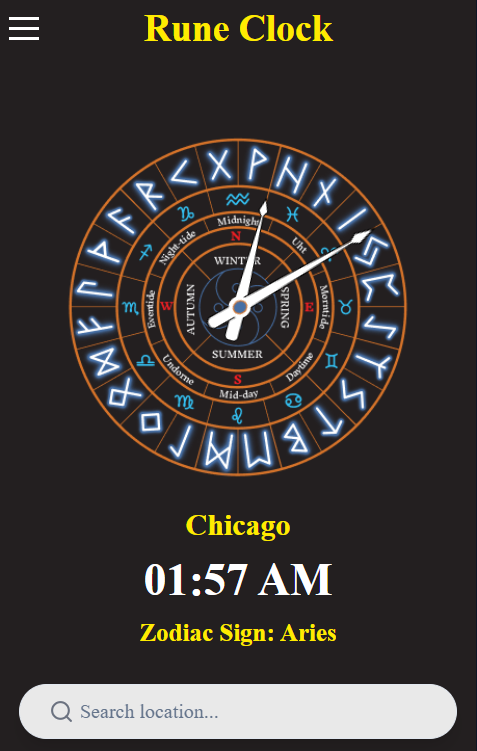 Rune Clock
ᚹ ᚺ ᚾ ᛁ ᛃ ᛈ ᛇ ᛉ ᛊ ᛏ ᛒ ᛖ ᛗ ᛚ ᛜ ᛟ ᛞ ᚠ ᚢ ᚦ ᚨ ᚱ ᚲ ᚷ
Midnight
Uht
Morntide
Daytime
Mid-day
Undorne
Eventide
Night-tide
N
E
S
W
WINTER
SPRING
SUMMER
AUTUMN
Chicago
01:57 AM
Zodiac Sign: Aries
Search location...